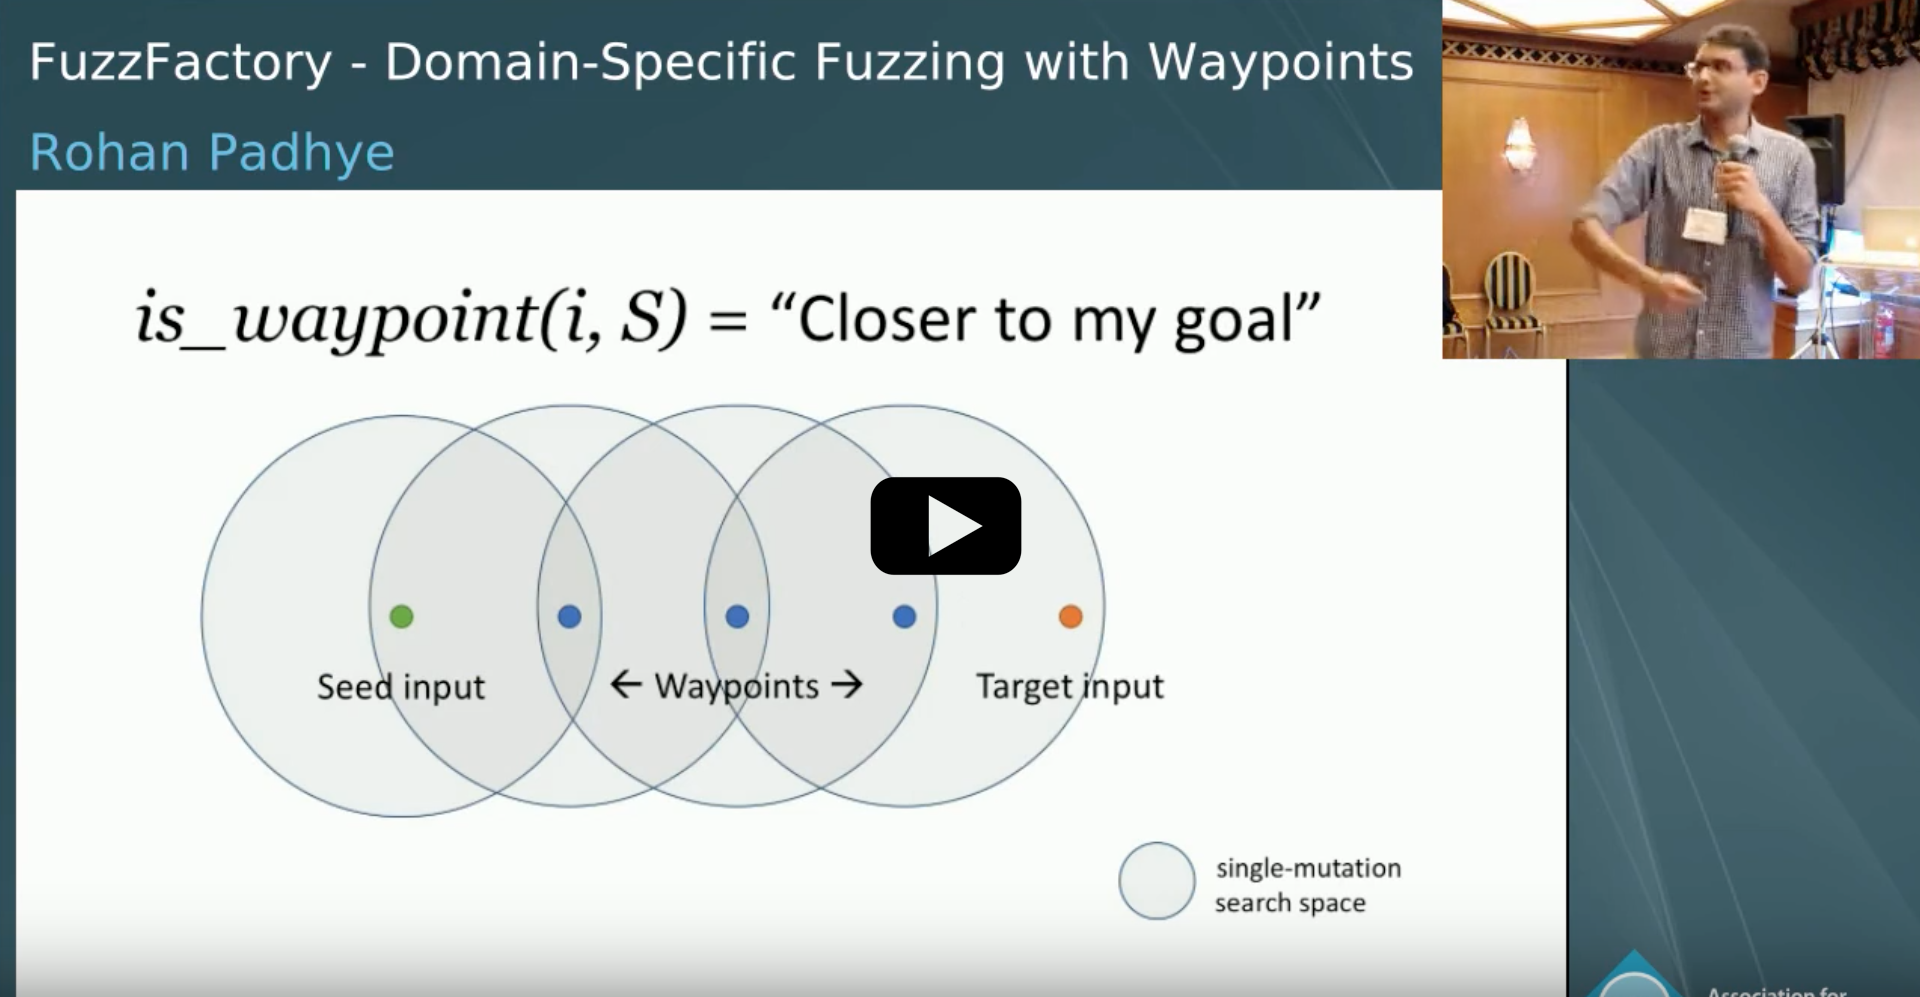 FuzzFactory - Domain-Specific Fuzzing with Waypoints
Rohan Padhye
is_waypoint(i, S) = “Closer to my goal”
Seed input
← Waypoints →
Target input
single-mutation
search space
Association for